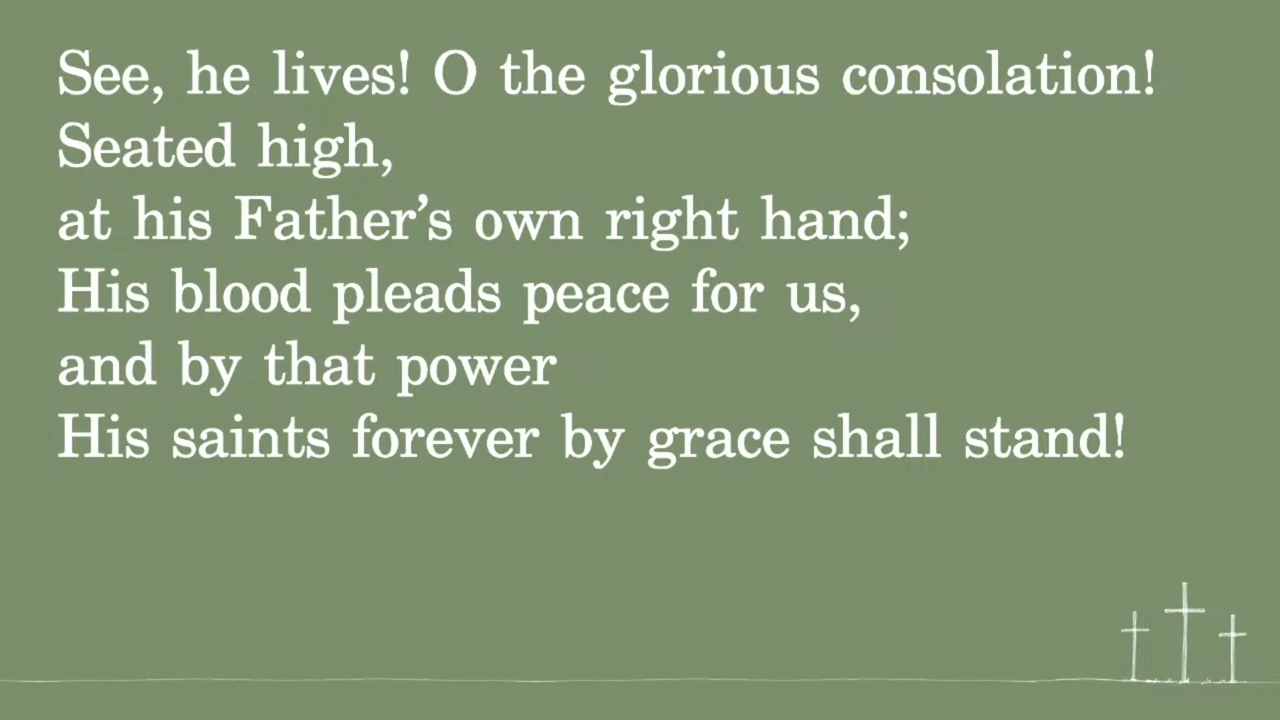 See, he lives! O the glorious consolation!
Seated high,
at his Father’s own right hand;
His blood pleads peace for us,
and by that power
His saints forever by grace shall stand!